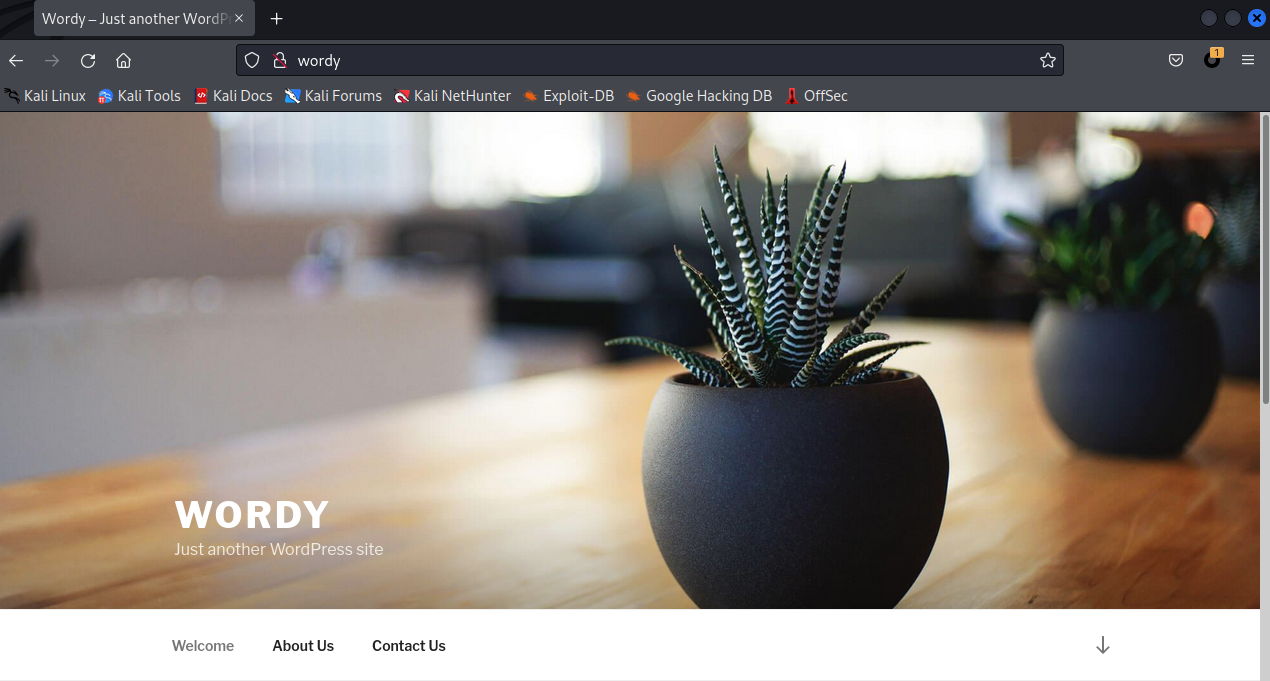 Wordy – Just another WordP
wordy
1
Kali Linux Kali Tools Kali Docs Kali Forums Kali NetHunter Exploit-DB Google Hacking DB OffSec
WORDY
Just another WordPress site
Welcome About Us Contact Us